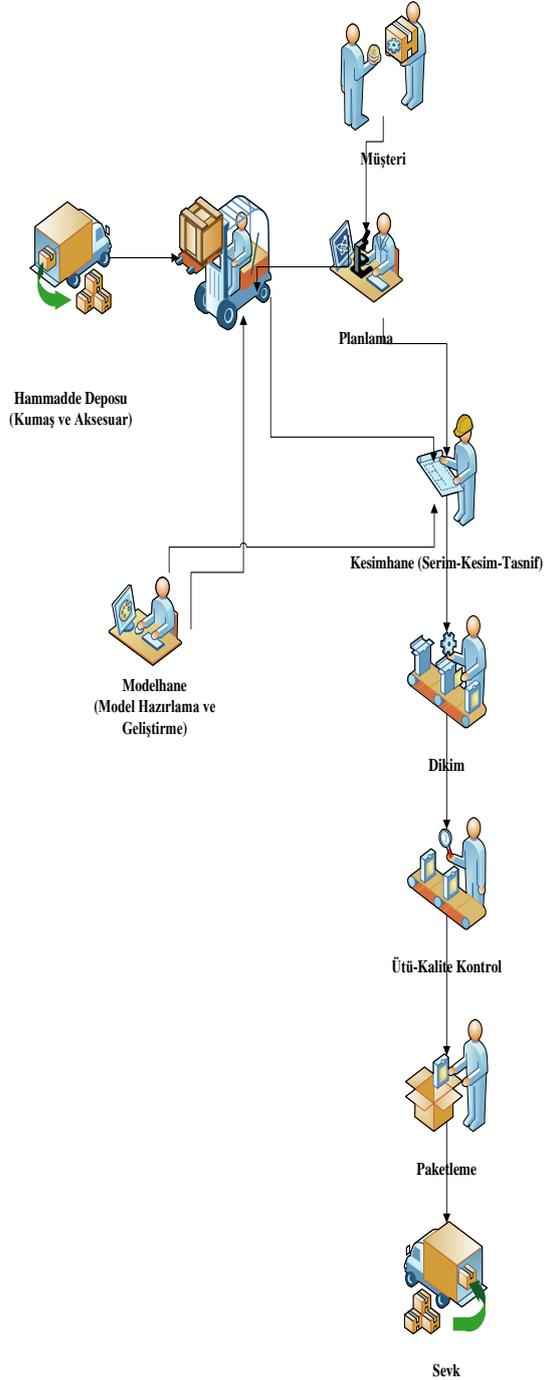 Müşteri
Planlama
Hammadde Deposu
(Kumaş ve Aksesuar)
Kesimhane (Serim-Kesim-Tasnif)
Modelhane
(Model Hazırlama ve
Geliştirme)
Dikim
Ütü-Kalite Kontrol
Paketleme
Sevk